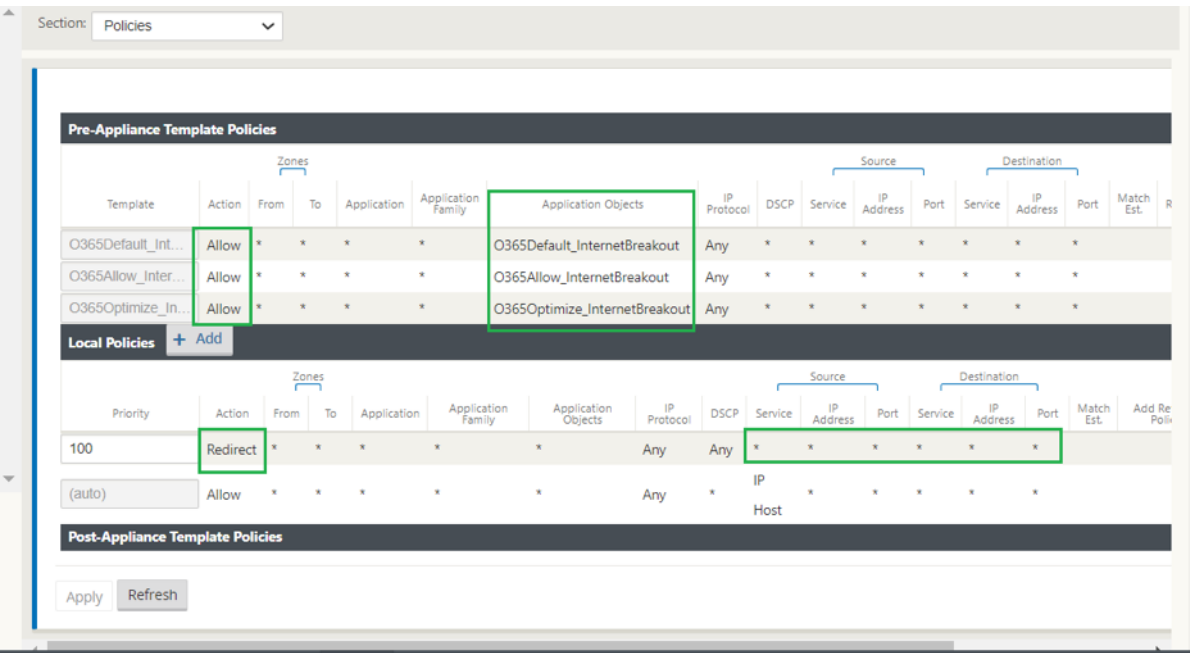 Section: Policies
Pre-Appliance Template Policies
Zones Source Destination
Template Action From To Application Application Family Application Objects IP Protocol DSCP Service IP Address Port Service IP Address Port Match Est. R
O365Default_Int... Allow * * * * O365Default_InternetBreakout Any * * * * * * *
O365Allow_Inter... Allow * * * * O365Allow_InternetBreakout Any * * * * * * *
O365Optimize_In... Allow * * * * O365Optimize_InternetBreakout Any * * * * * * *
Local Policies + Add
Zones Source Destination
Priority Action From To Application Application Family Application Objects IP Protocol DSCP Service IP Address Port Service IP Address Port Match Est. Add Re Poli
100 Redirect * * * * * Any Any * * * * * *
(auto) Allow * * * * * Any * IP Host * * * * *
Post-Appliance Template Policies
Apply Refresh